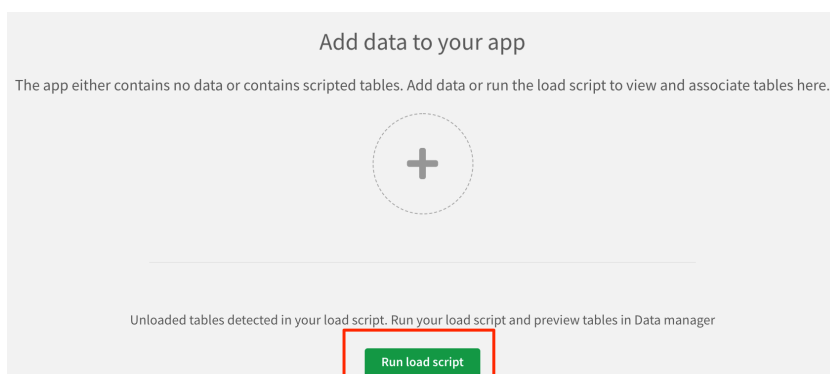 Add data to your app
The app either contains no data or contains scripted tables. Add data or run the load script to view and associate tables here.
Unloaded tables detected in your load script. Run your load script and preview tables in Data manager
Run load script